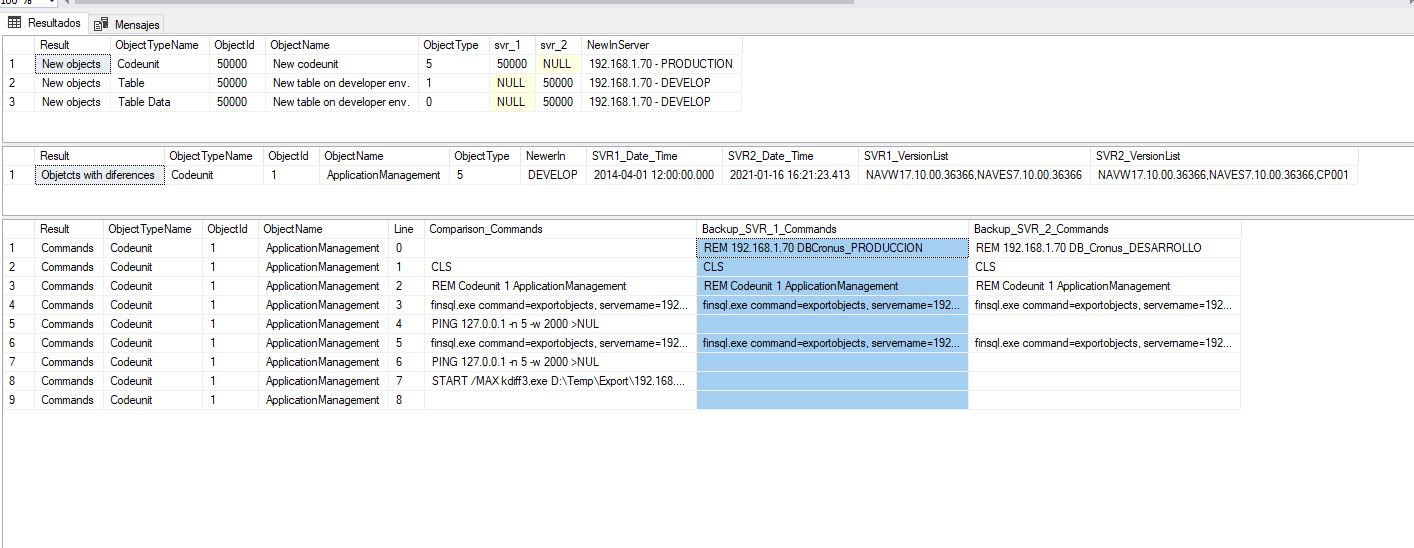 100 %
Resultados Mensajes
Result ObjectTypeName ObjectId ObjectName ObjectType svr_1 svr_2 NewInServer
1 New objects Codeunit 50000 New codeunit 5 50000 NULL 192.168.1.70 - PRODUCTION
2 New objects Table 50000 New table on developer env. 1 NULL 50000 192.168.1.70 - DEVELOP
3 New objects Table Data 50000 New table on developer env. 0 NULL 50000 192.168.1.70 - DEVELOP
Result ObjectTypeName ObjectId ObjectName ObjectType NewerIn SVR1_Date_Time SVR2_Date_Time SVR1_VersionList SVR2_VersionList
1 Objetcts with diferences Codeunit 1 ApplicationManagement 5 DEVELOP 2014-04-01 12:00:00.000 2021-01-16 16:21:23.413 NAVW17.10.00.36366,NAVES7.10.00.36366 NAVW17.10.00.36366,NAVES7.10.00.36366,CP001
Result ObjectTypeName ObjectId ObjectName Line Comparison_Commands Backup_SVR_1_Commands Backup_SVR_2_Commands
1 Commands Codeunit 1 ApplicationManagement 0 REM 192.168.1.70 DBCronus_PRODUCCION REM 192.168.1.70 DB_Cronus_DESARROLLO
2 Commands Codeunit 1 ApplicationManagement 1 CLS CLS CLS
3 Commands Codeunit 1 ApplicationManagement 2 REM Codeunit 1 ApplicationManagement REM Codeunit 1 ApplicationManagement REM Codeunit 1 ApplicationManagement
4 Commands Codeunit 1 ApplicationManagement 3 finsql.exe command=exportobjects, servername=192... finsql.exe command=exportobjects, servername=192... finsql.exe command=exportobjects, servername=192...
5 Commands Codeunit 1 ApplicationManagement 4 PING 127.0.0.1 -n 5 -w 2000 >NUL
6 Commands Codeunit 1 ApplicationManagement 5 finsql.exe command=exportobjects, servername=192... finsql.exe command=exportobjects, servername=192... finsql.exe command=exportobjects, servername=192...
7 Commands Codeunit 1 ApplicationManagement 6 PING 127.0.0.1 -n 5 -w 2000 >NUL
8 Commands Codeunit 1 ApplicationManagement 7 START /MAX kdiff3.exe D:\Temp\Export\192.168....
9 Commands Codeunit 1 ApplicationManagement 8